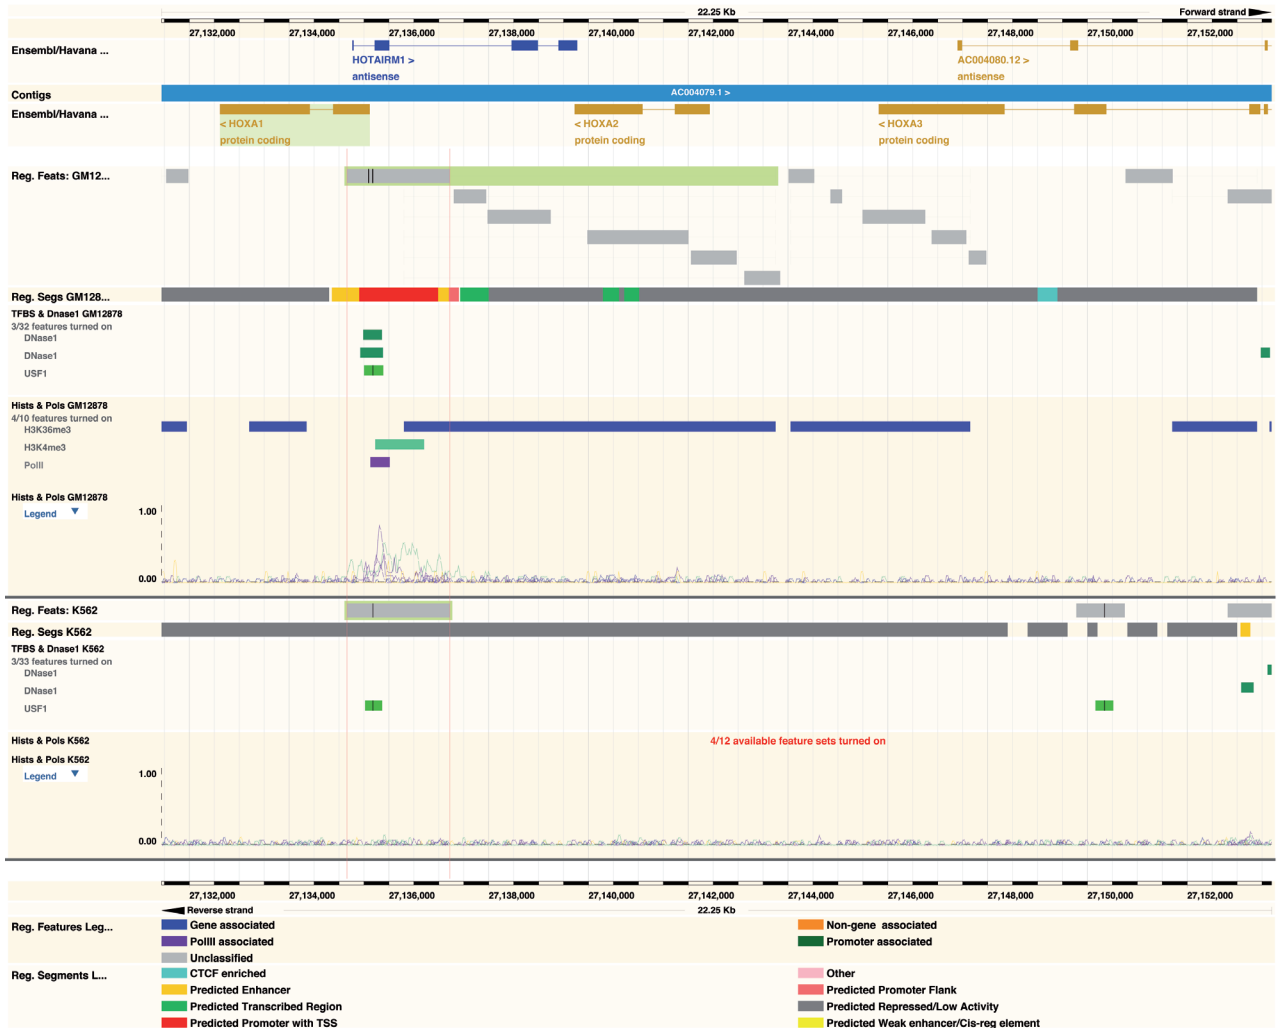 22.25 Kb Forward strand
27,132,000 27,134,000 27,136,000 27,138,000 27,140,000 27,142,000 27,144,000 27,146,000 27,148,000 27,150,000 27,152,000
Ensembl/Havana ...
HOTAIRM1 > AC004080.12 >
antisense antisense
Contigs AC004079.1 >
Ensembl/Havana ...
< HOXA1 < HOXA2 < HOXA3
protein coding protein coding protein coding
Reg. Feats: GM12...
Reg. Segs GM128...
TFBS & Dnase1 GM12878
3/32 features turned on
DNase1
DNase1
USF1
Hists & Pols GM12878
4/10 features turned on
H3K36me3
H3K4me3
PolII
Hists & Pols GM12878
Legend 1.00
0.00
Reg. Feats: K562
Reg. Segs K562
TFBS & Dnase1 K562
3/33 features turned on
DNase1
DNase1
USF1
Hists & Pols K562 4/12 available feature sets turned on
Hists & Pols K562
Legend 1.00
0.00
27,132,000 27,134,000 27,136,000 27,138,000 27,140,000 27,142,000 27,144,000 27,146,000 27,148,000 27,150,000 27,152,000
Reverse strand 22.25 Kb
Reg. Features Leg... Gene associated Non-gene associated
PolIII associated Promoter associated
Unclassified
Reg. Segments L... CTCF enriched Other
Predicted Enhancer Predicted Promoter Flank
Predicted Transcribed Region Predicted Repressed/Low Activity
Predicted Promoter with TSS Predicted Weak enhancer/Cis-reg element